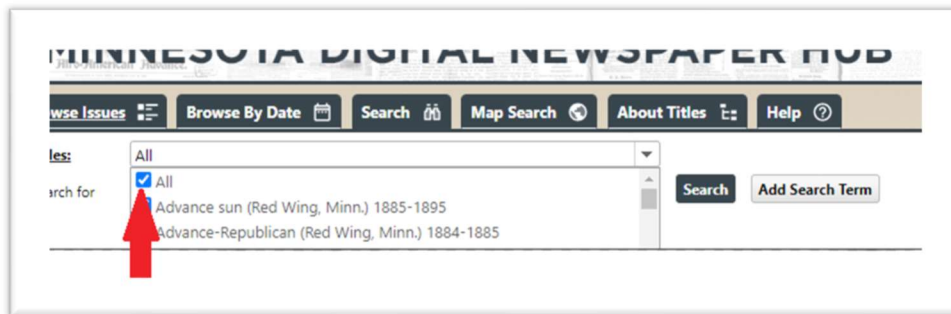 MINNESOTA DIGITAL NEWSPAPER HUB
wse Issues Browse By Date Search Map Search About Titles Help
les: All
arch for All Search Add Search Term
Advance sun (Red Wing, Minn.) 1885-1895
Advance-Republican (Red Wing, Minn.) 1884-1885